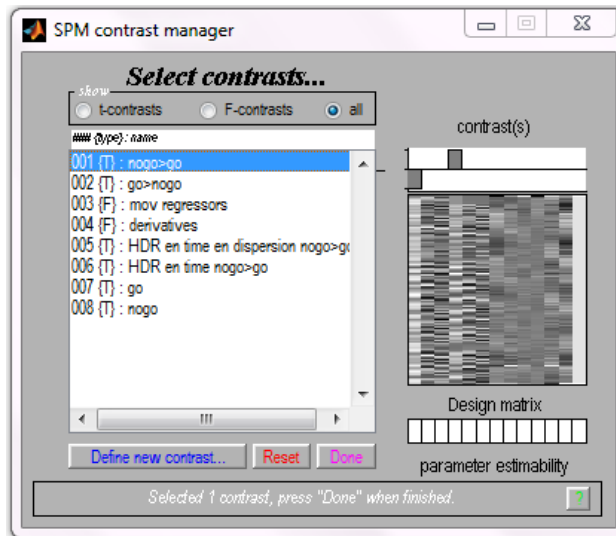 SPM contrast manager
Select contrasts...
show
t-contrasts F-contrasts all
### {type} : name
001 {T} : nogo>go
002 {T} : go>nogo
003 {F} : mov regressors
004 {F} : derivatives
005 {T} : HDR en time en dispersion nogo>go
006 {T} : HDR en time nogo>go
007 {T} : go
008 {T} : nogo
contrast(s)
Design matrix
parameter estimability
Define new contrast... Reset Done
Selected 1 contrast, press "Done" when finished.
?